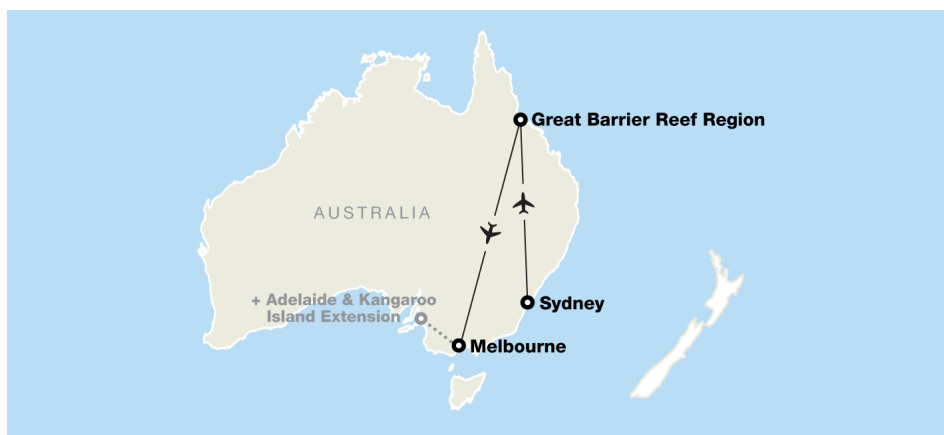 Great Barrier Reef Region
AUSTRALIA
+ Adelaide & Kangaroo
Island Extension
Sydney
Melbourne